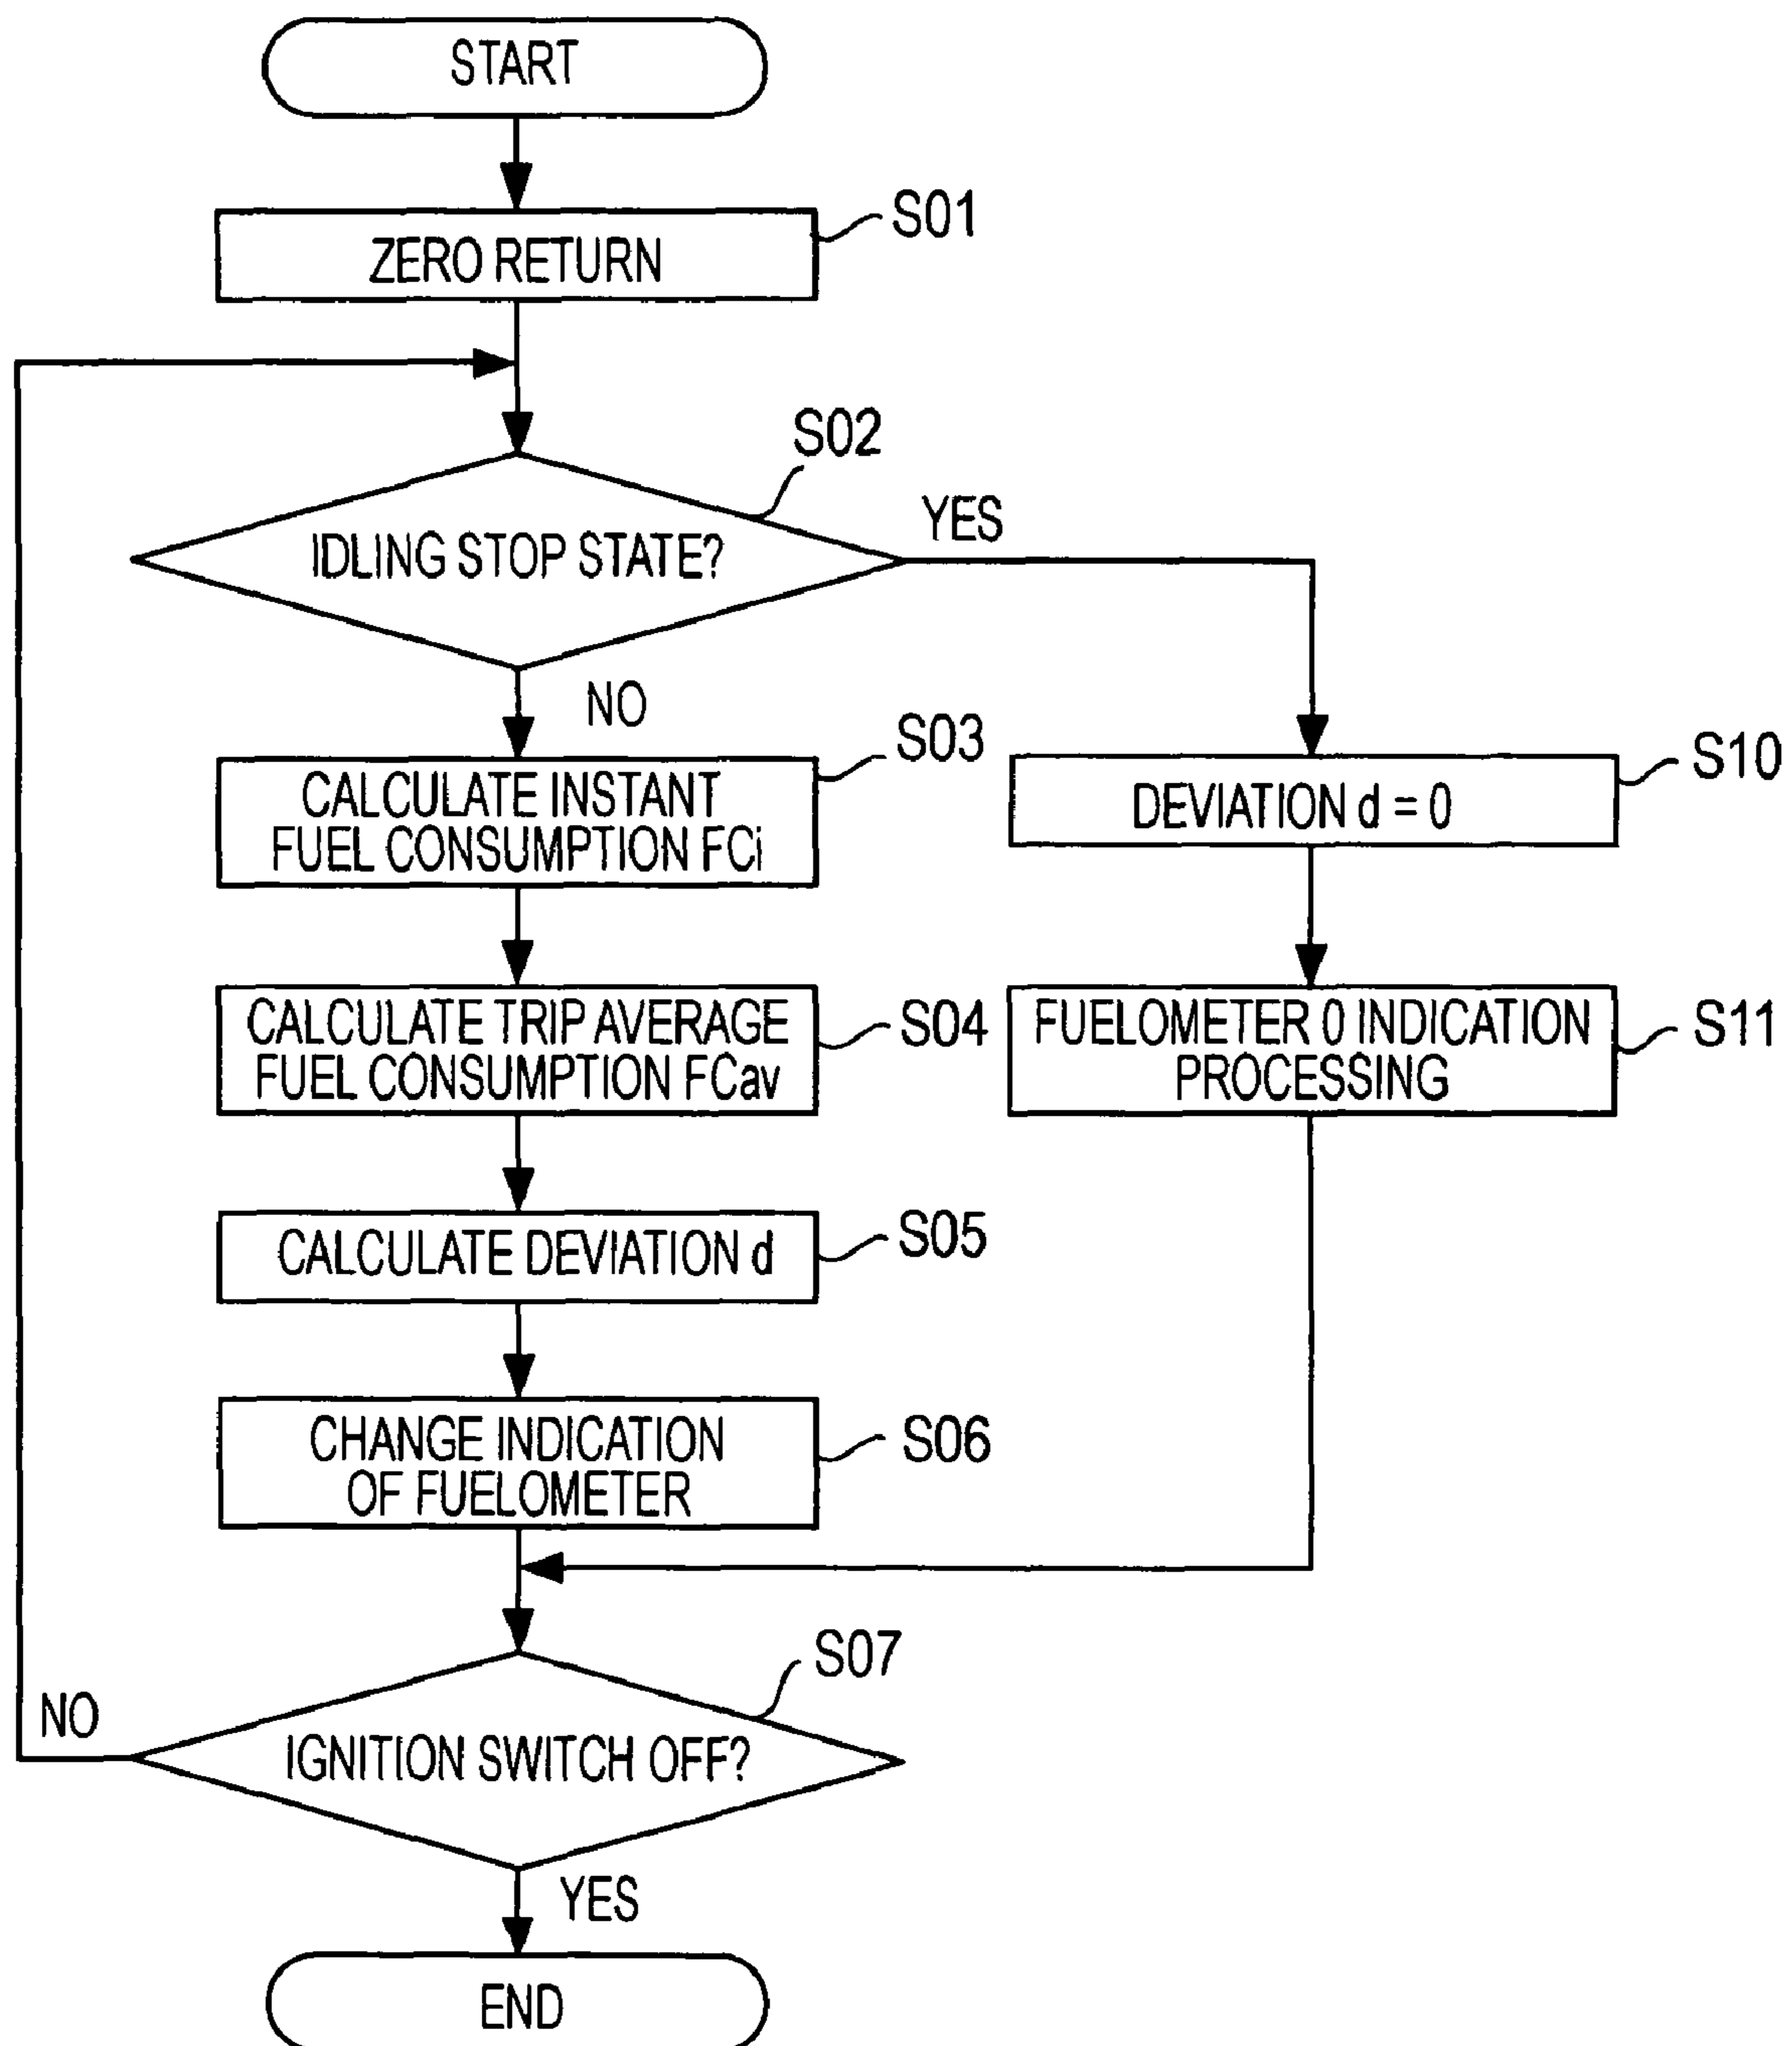 START
ZERO RETURN
S01
S02
IDLING STOP STATE?
YES
NO
CALCULATE INSTANT
FUEL CONSUMPTION FCi
S03
DEVIATION d = 0
S10
CALCULATE TRIP AVERAGE
FUEL CONSUMPTION FCav
S04
FUELOMETER 0 INDICATION
PROCESSING
S11
CALCULATE DEVIATION d
S05
CHANGE INDICATION
OF FUELOMETER
S06
S07
NO
IGNITION SWITCH OFF?
YES
END